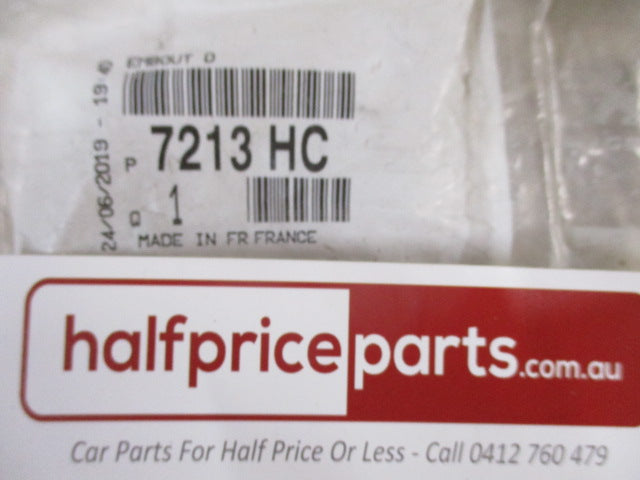 EMBOUT D
P 7213 HC
Q 1
MADE IN FR FRANCE
24/06/2019 - 19:
halfpriceparts.com.au
Car Parts For Half Price Or Less - Call 0412 760 479